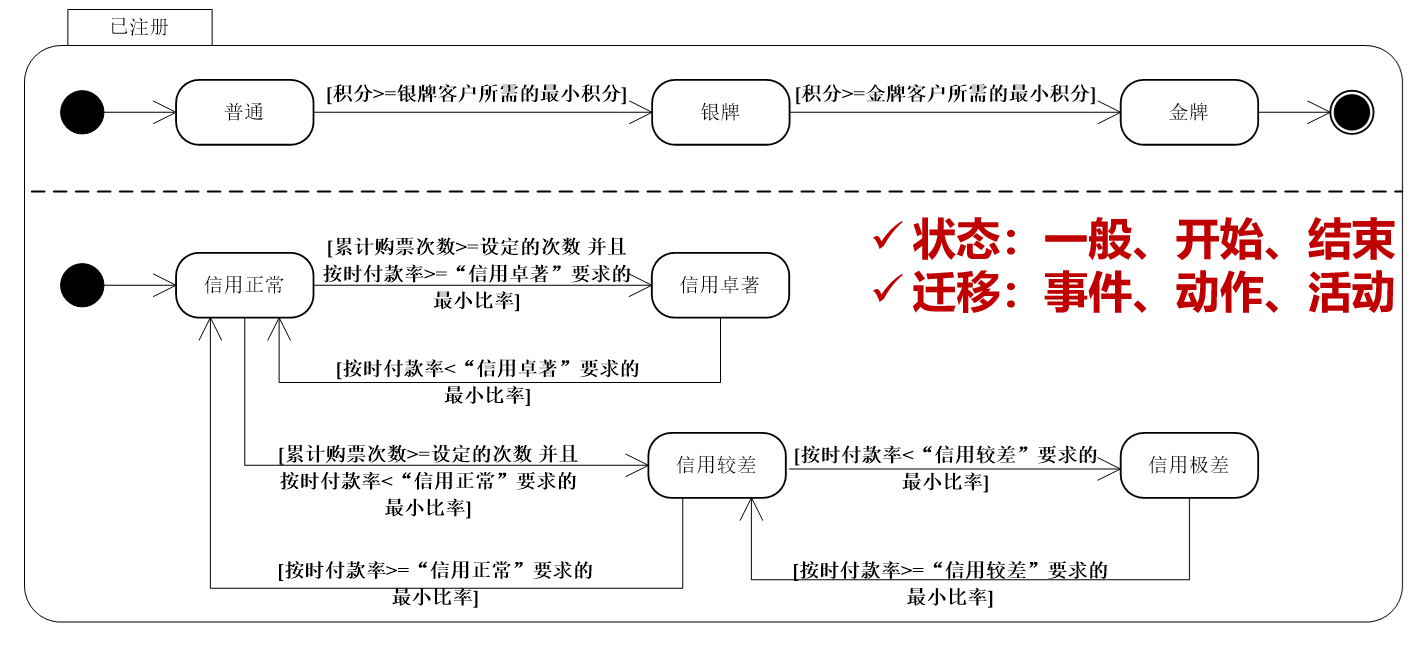 已注册
[积分>=银牌客户所需的最小积分]
[积分>=金牌客户所需的最小积分]
普通
银牌
金牌
✓状态：一般、开始、结束
✓迁移：事件、动作、活动
[累计购票次数>=设定的次数 并且
按时付款率>=“信用卓著”要求的
最小比率]
信用正常
信用卓著
[按时付款率<“信用卓著”要求的
最小比率]
[累计购票次数>=设定的次数 并且
按时付款率<“信用正常”要求的
最小比率]
信用较差
[按时付款率<“信用较差”要求的
最小比率]
信用极差
[按时付款率>=“信用正常”要求的
最小比率]
[按时付款率>=“信用较差”要求的
最小比率]